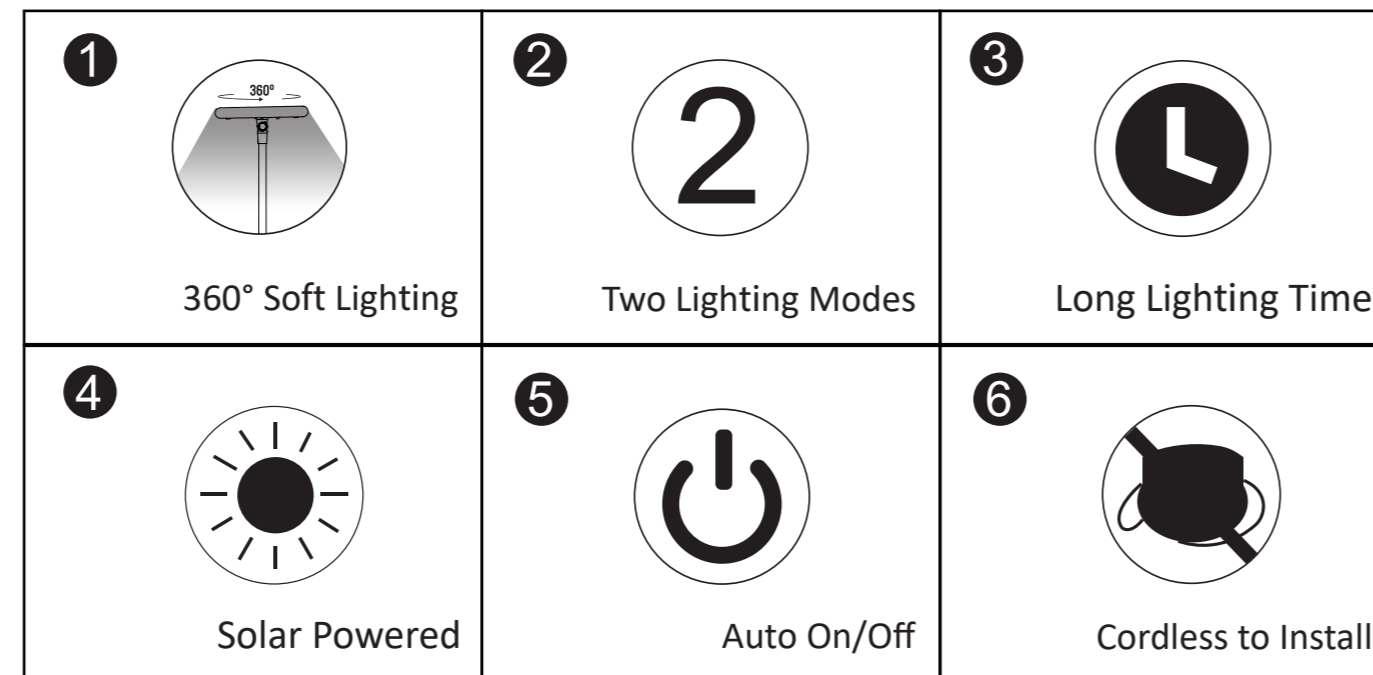 1
360°
360° Soft Lighting
2
2
Two Lighting Modes
3
Long Lighting Time
4
Solar Powered
5
Auto On/Off
6
Cordless to Install